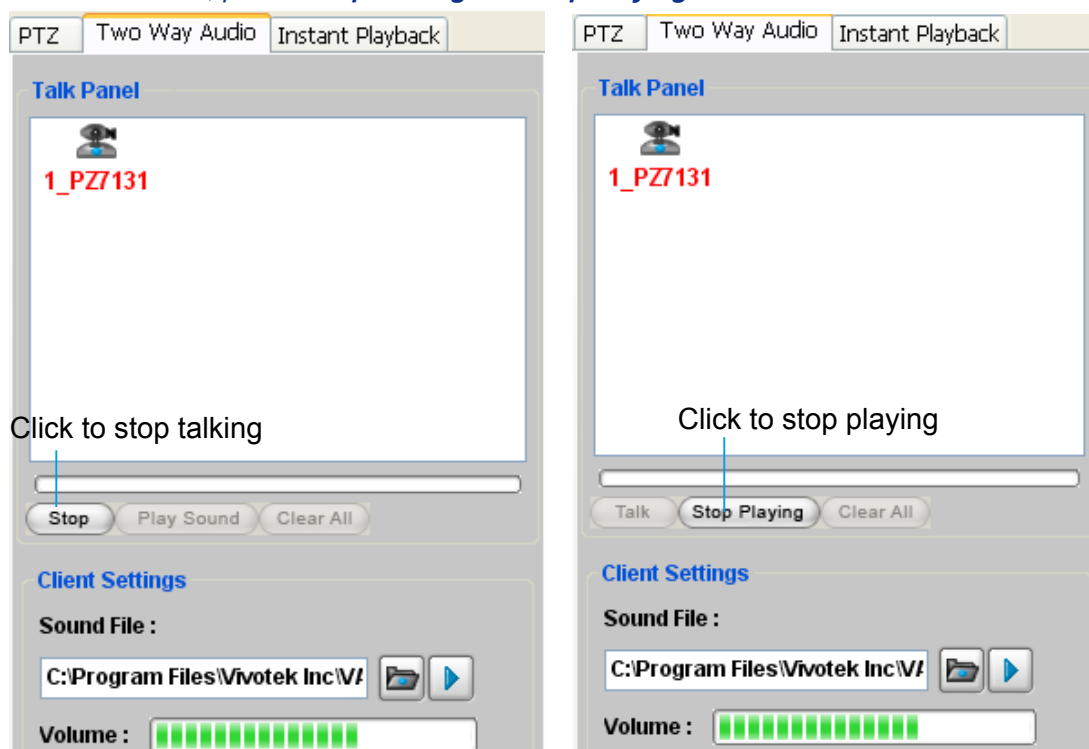 PTZ Two Way Audio Instant Playback
Talk Panel
1_PZ7131
Click to stop talking
Stop Play Sound Clear All
Client Settings
Sound File :
C:\Program Files\Vivotek Inc\VA
Volume :
PTZ Two Way Audio Instant Playback
Talk Panel
1_PZ7131
Click to stop playing
Talk Stop Playing Clear All
Client Settings
Sound File :
C:\Program Files\Vivotek Inc\VA
Volume :